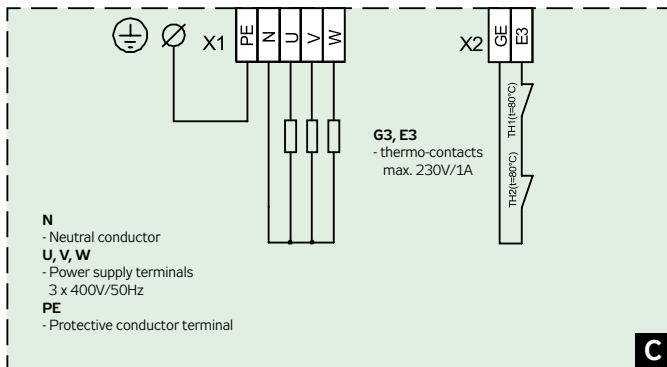 X1
PE
N
U
V
W
X2
GE
E3
TH1(t=80°C)
TH2(t=80°C)
G3, E3
- thermo-contacts
max. 230V/1A
N
- Neutral conductor
U, V, W
- Power supply terminals
3 x 400V/50Hz
PE
- Protective conductor terminal
C